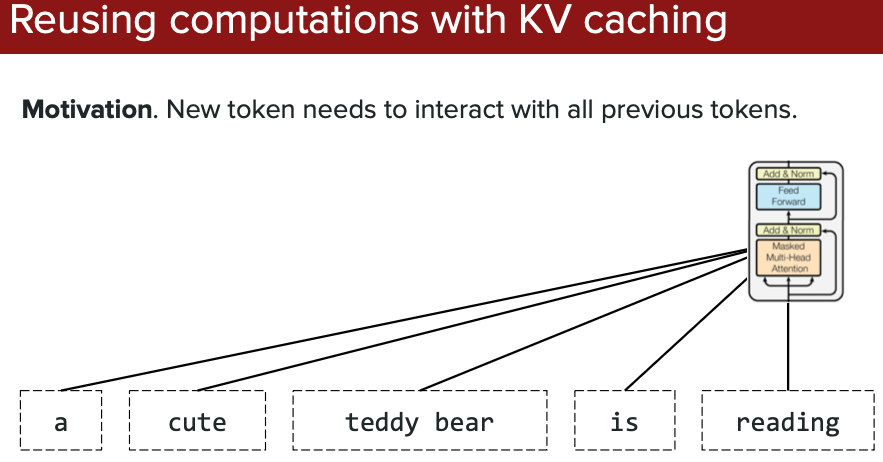 Reusing computations with KV caching
Motivation. New token needs to interact with all previous tokens.
Add & Norm
Feed
Forward
Add & Norm
Masked
Multi-Head
Attention
a
cute
teddy bear
is
reading